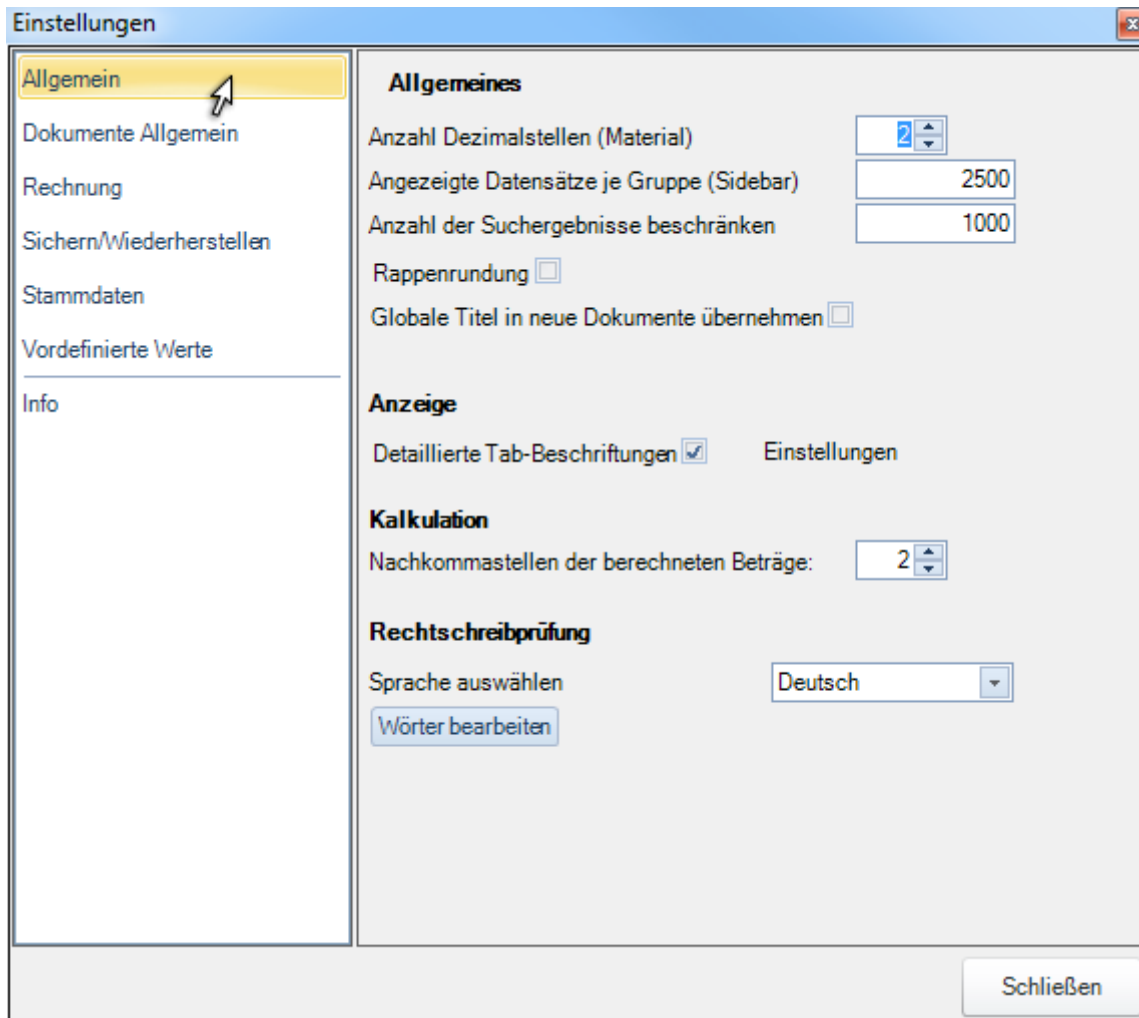 Einstellungen
Allgemein
Dokumente Allgemein
Rechnung
Sichern/Wiederherstellen
Stammdaten
Vordefinierte Werte
Info
Allgemeines
Anzahl Dezimalstellen (Material) 2
Angezeigte Datensätze je Gruppe (Sidebar) 2500
Anzahl der Suchergebnisse beschränken 1000
Rappenrundung
Globale Titel in neue Dokumente übernehmen
Anzeige
Detaillierte Tab-Beschriftungen Einstellungen
Kalkulation
Nachkommastellen der berechneten Beträge: 2
Rechtschreibprüfung
Sprache auswählen Deutsch
Wörter bearbeiten
Schließen